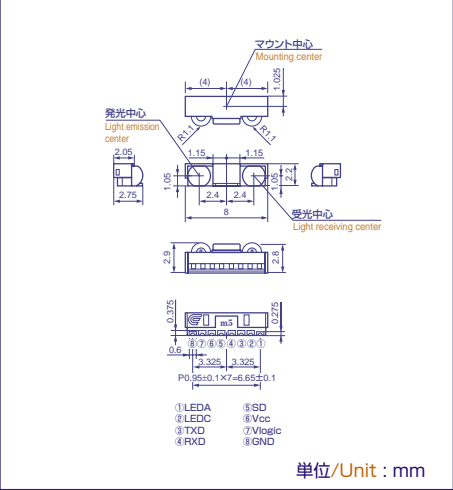 マウント中心
Mounting center
(4) (4)
1.025
発光中心
Light emission
center
R1.1 R1.1
2.05
1.15 1.15
1.05 1.05 2.2
2.75
2.4 2.4
8
受光中心
Light receiving center
2.9 2.8
0.375 0.275
m5
⑧⑦⑥⑤④③②①
0.6
3.325 3.325
P0.95±0.1×7=6.65±0.1
①LEDA ⑤SD
②LEDC ⑥Vcc
③TXD ⑦Vlogic
④RXD ⑧GND
単位/Unit : mm